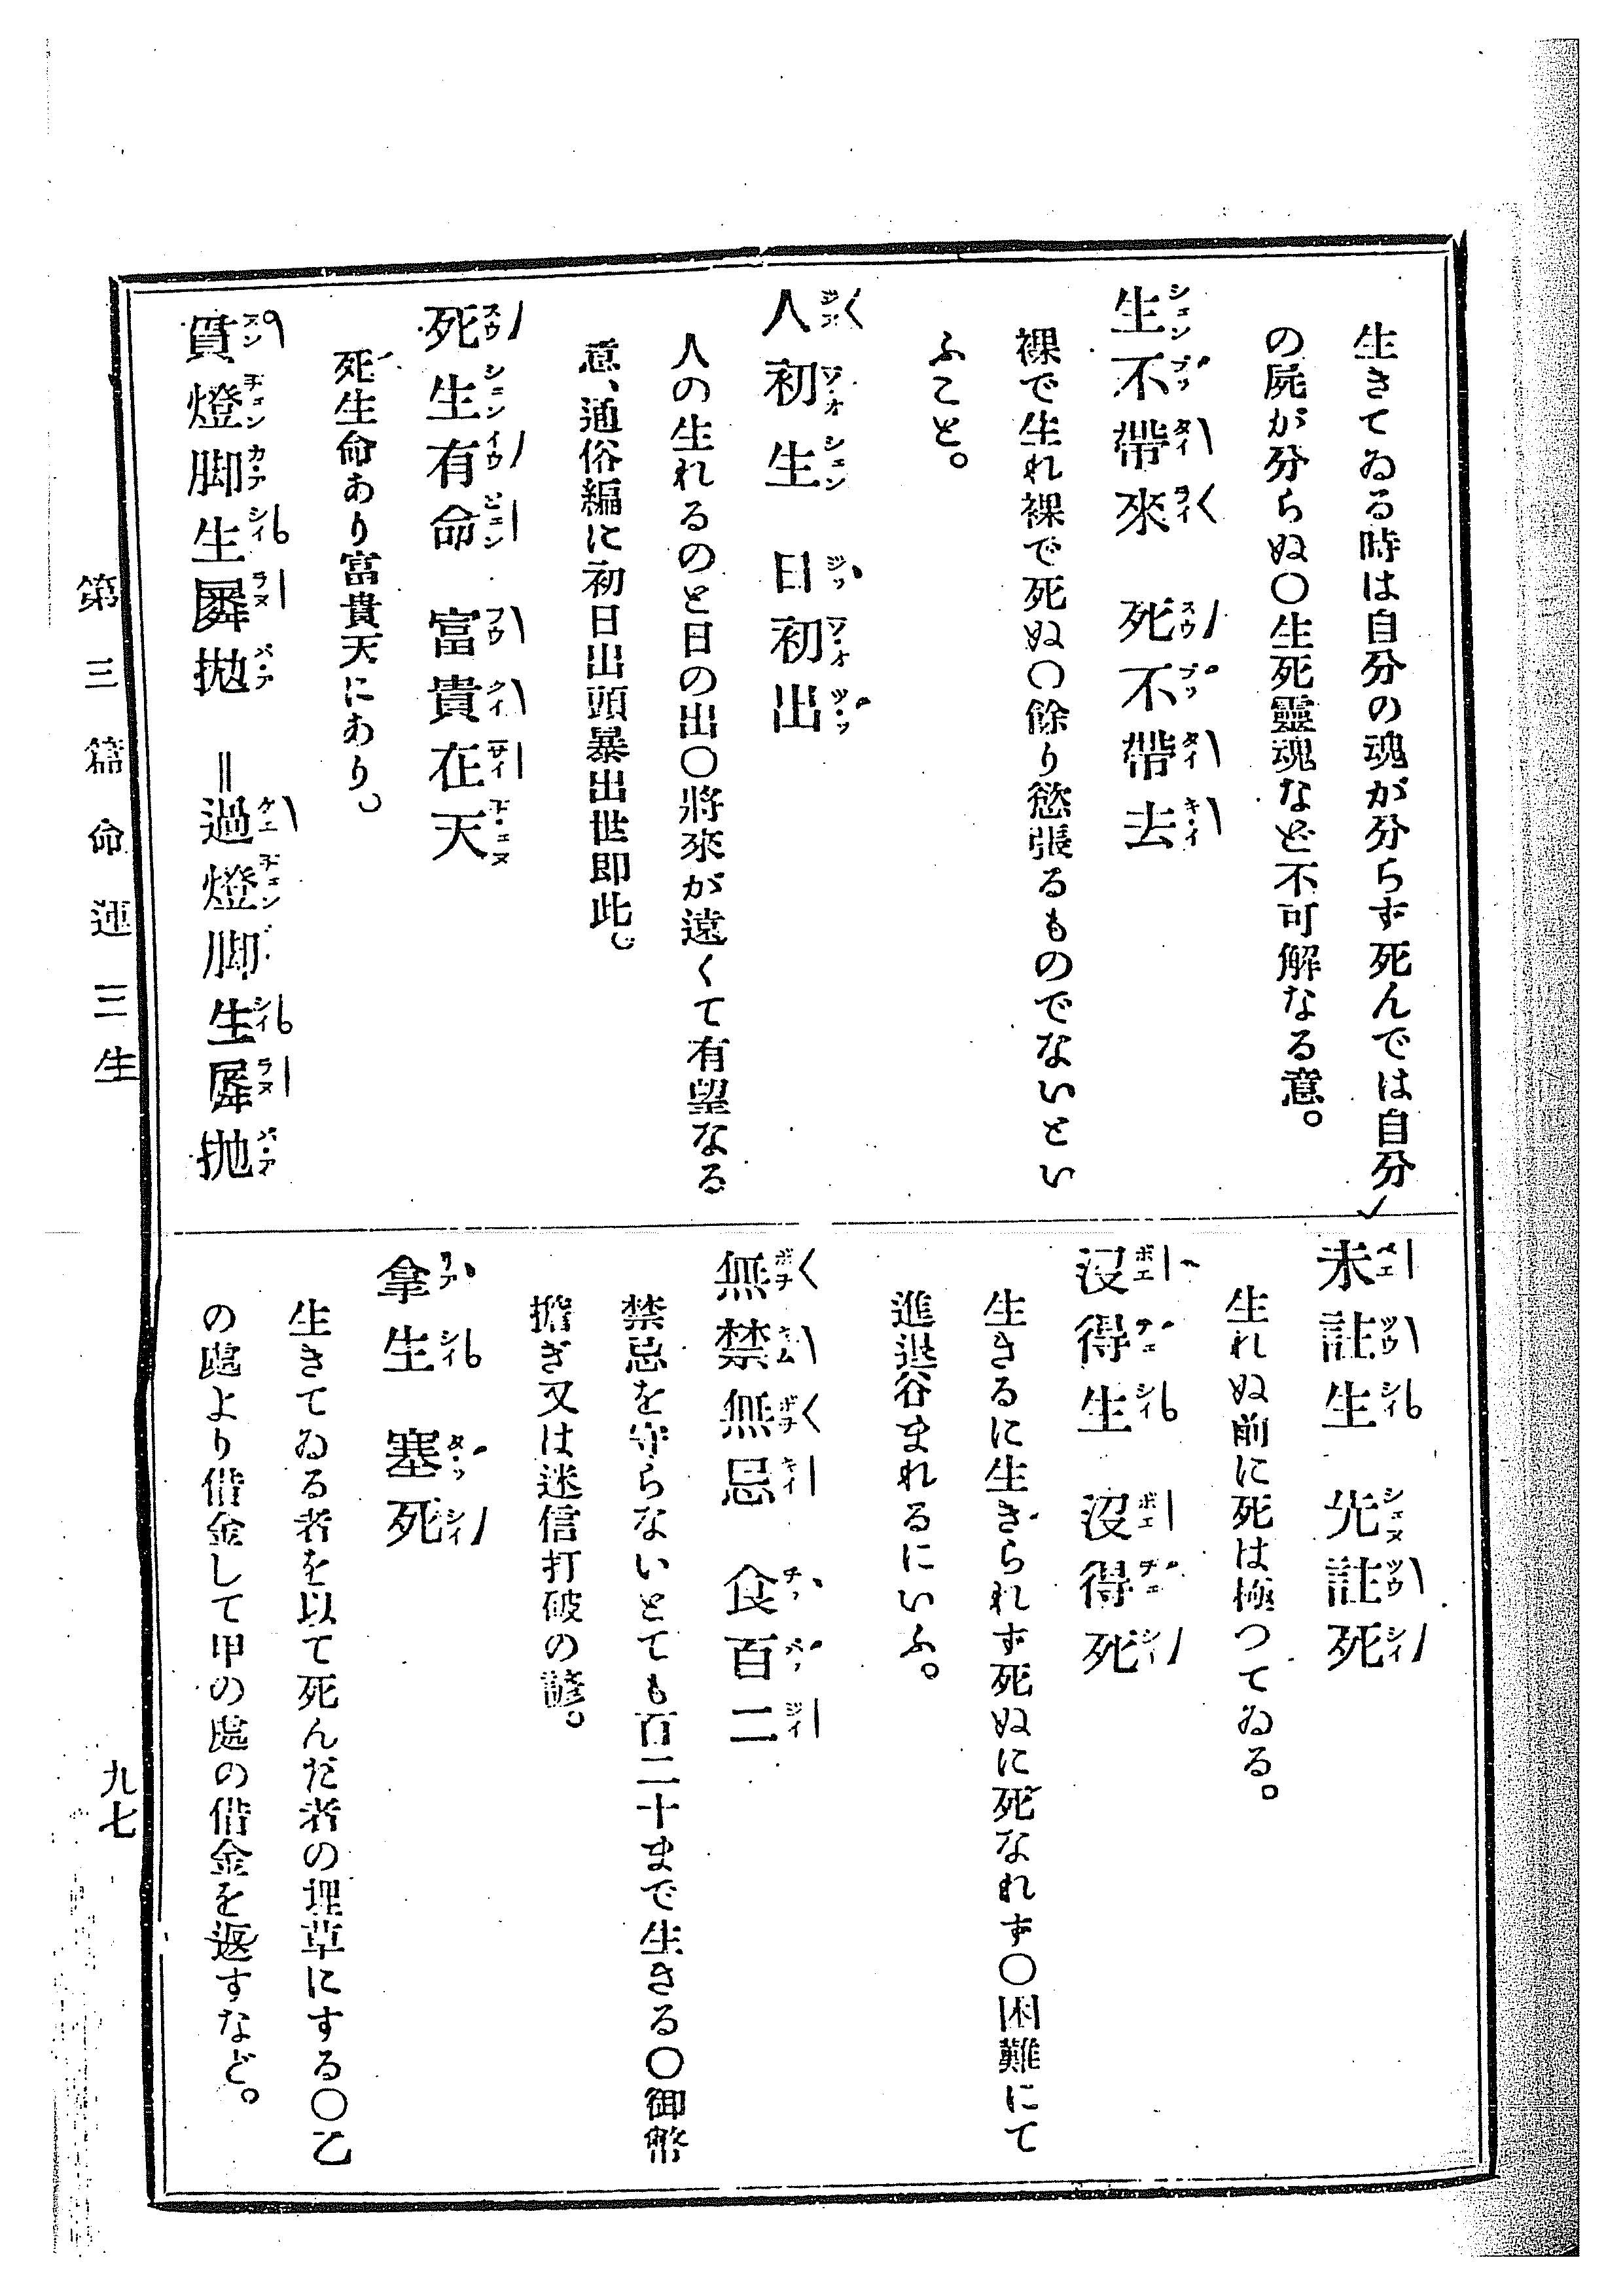 生きてゐる時は自分の魂が分らず死んでは自分
の屍が分らぬ〇生死靈魂など不可解なる意。
生不帶來　死不帶去
裸で生れ裸で死ぬ〇餘り慾張るものでないとい
ふこと。
人初生　日初出
人の生れるのと日の出〇將來が遠くて有望なる
意、通俗編に初日出頭暴出世即此。
死生有命　富貴在天
死生命あり富貴天にあり。
燈脚生 拋
＝過燈脚生 拋
未註生　先註死
生れぬ前に死は極つてゐる。
沒得生　沒得死
生きるに生きられず死ぬに死なれず〇困難にて
進退谷まれるにいふ。
無禁無忌　食百二
禁忌を守らないとても百二十まで生きる〇御幣
擔ぎ又は迷信打破の諺。
拿生　塞死
生きてゐる者を以て死んだ者の埋草にする〇乙
の處より借金して甲の處の借金を返すなど。
第三篇　命運　三生
九七